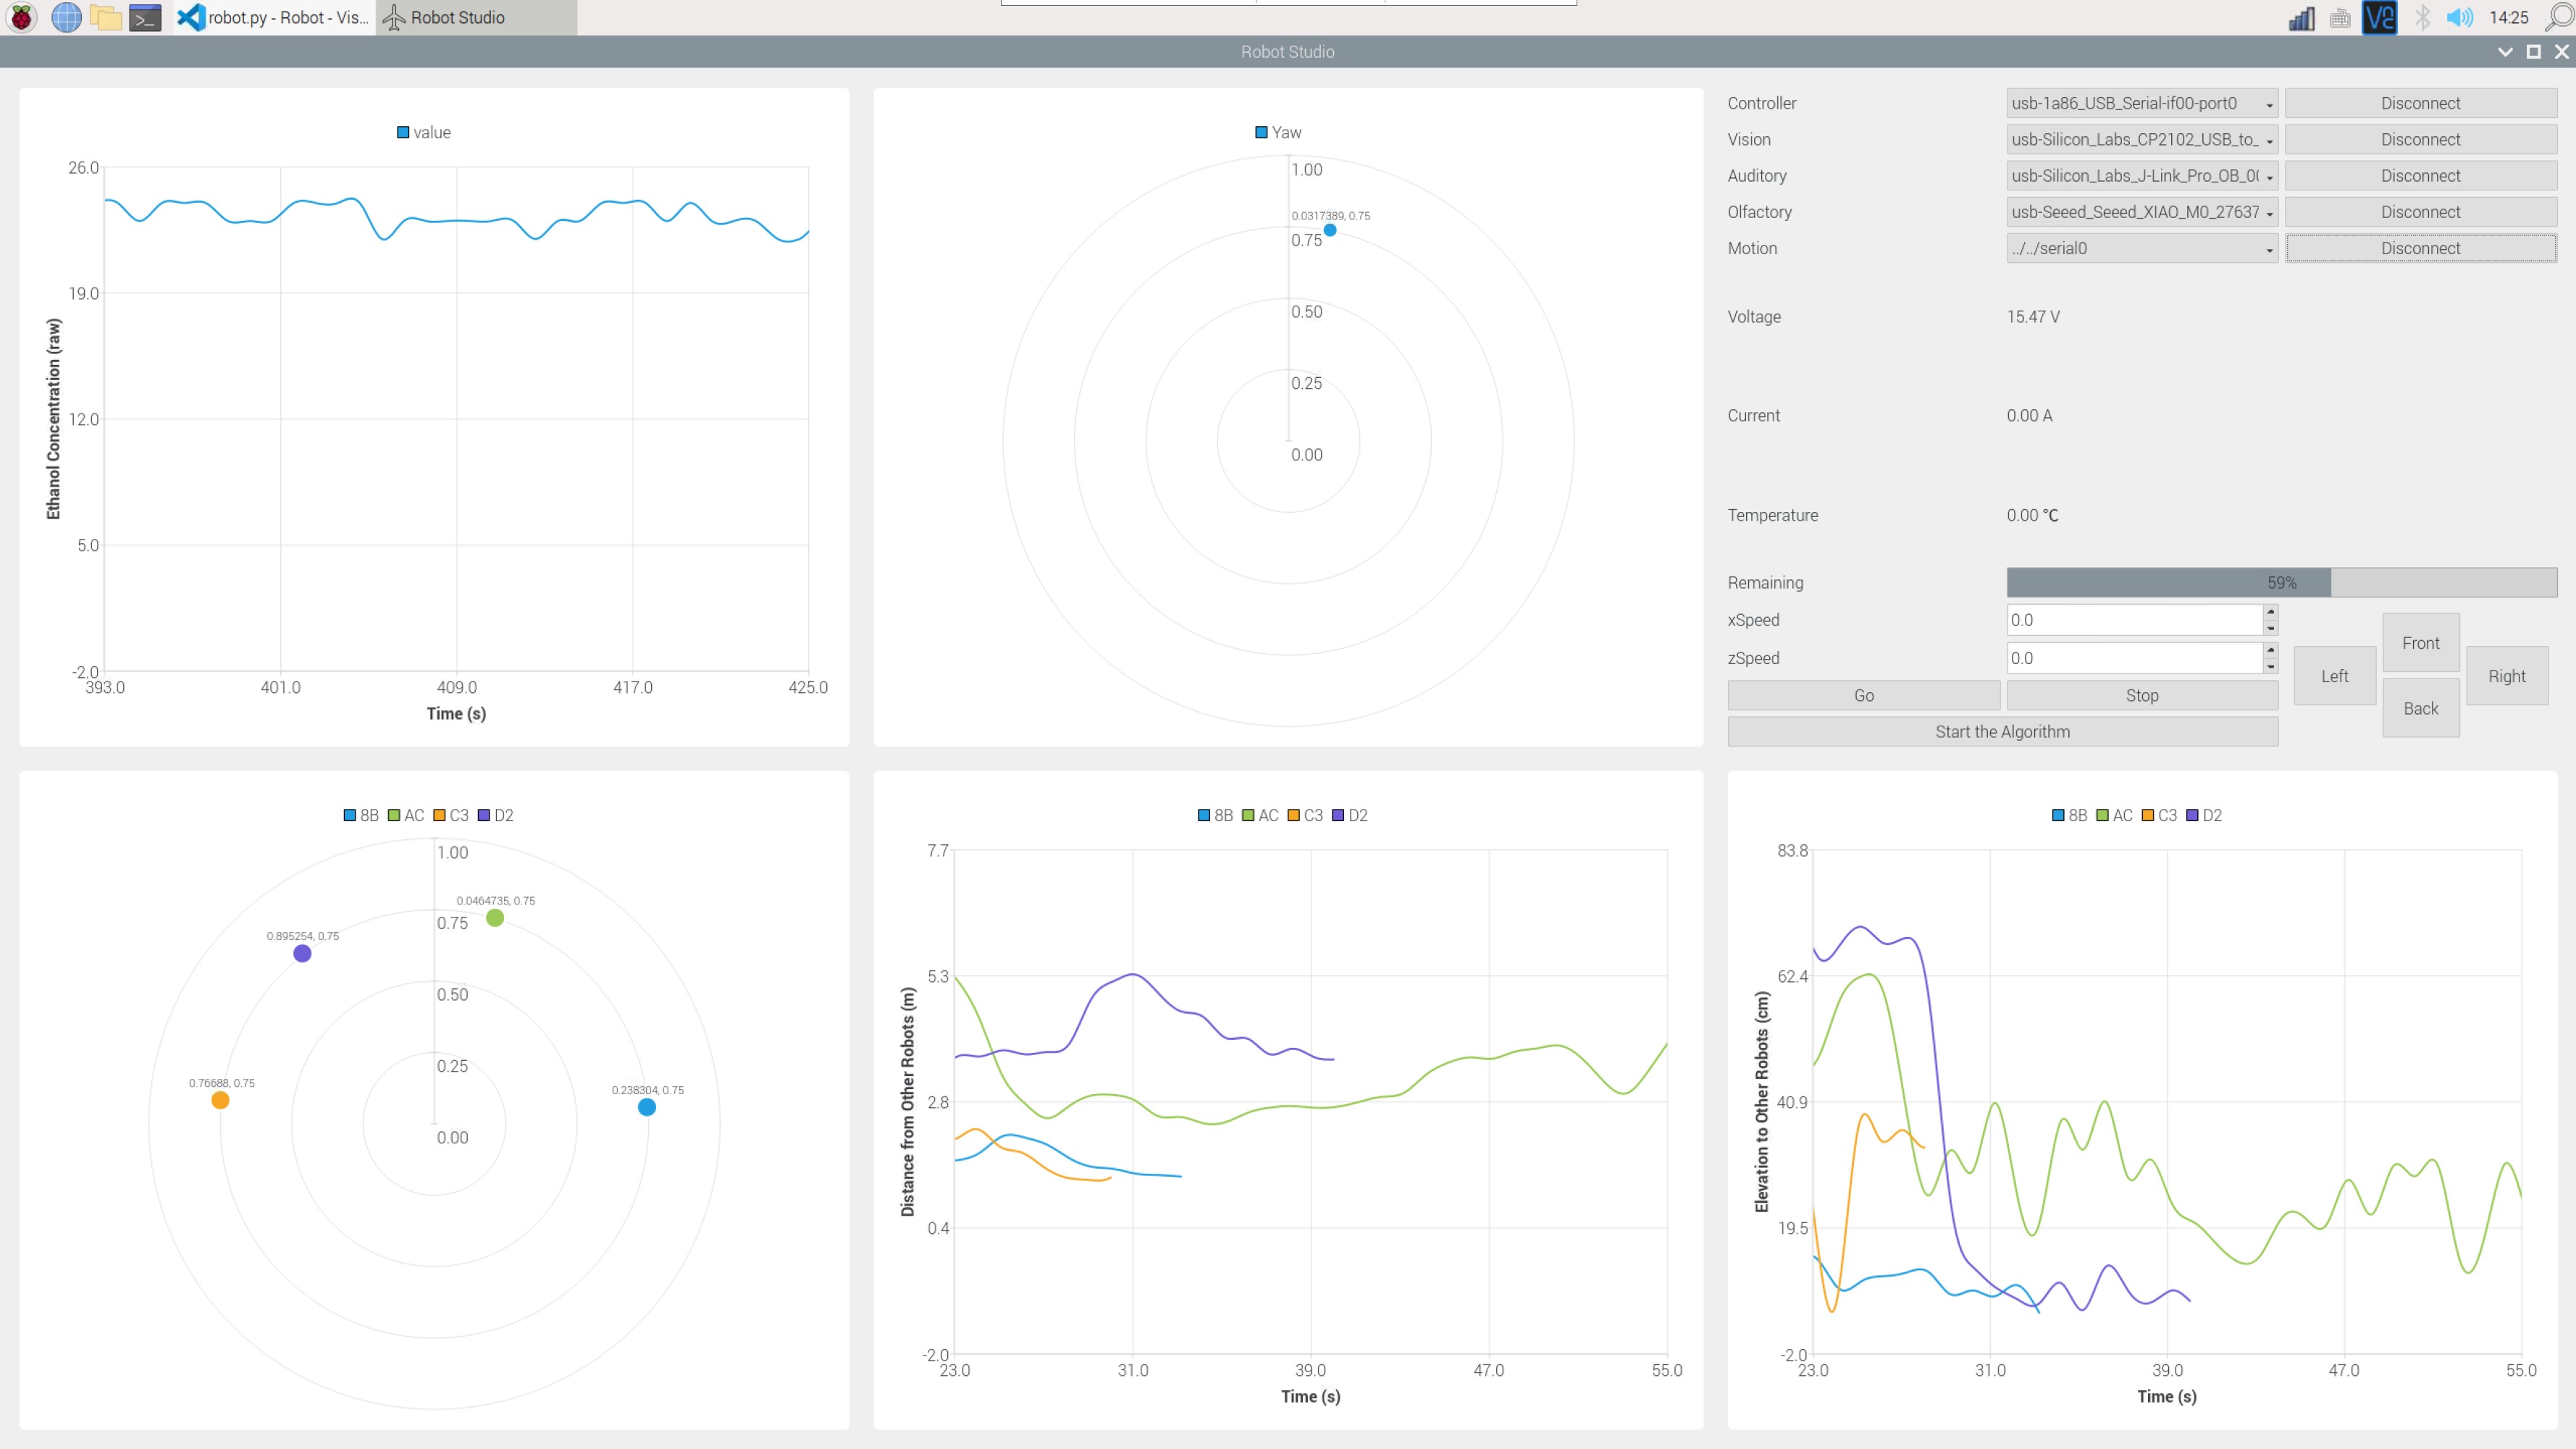 robot.py - Robot - Vis...
Robot Studio
14:25
Robot Studio
value
26.0
19.0
12.0
5.0
-2.0
Ethanol Concentration (raw)
393.0 401.0 409.0 417.0 425.0
Time (s)
Yaw
1.00
0.0317389, 0.75
0.75
0.50
0.25
0.00
Controller usb-1a86_USB_Serial-if00-port0 Disconnect
Vision usb-Silicon_Labs_CP2102_USB_to_ Disconnect
Auditory usb-Silicon_Labs_J-Link_Pro_OB_0( Disconnect
Olfactory usb-Seeed_Seeed_XIAO_M0_27637 Disconnect
Motion ../../serial0 Disconnect
Voltage 15.47 V
Current 0.00 A
Temperature 0.00 °C
Remaining 59%
xSpeed 0.0
zSpeed 0.0
Front
Left Right
Back
Go Stop
Start the Algorithm
8B AC C3 D2
1.00
0.0464735, 0.75
0.75
0.895254, 0.75
0.50
0.25
0.76688, 0.75
0.238304, 0.75
0.00
8B AC C3 D2
7.7
5.3
2.8
0.4
-2.0
Distance from Other Robots (m)
23.0 31.0 39.0 47.0 55.0
Time (s)
8B AC C3 D2
83.8
62.4
40.9
19.5
-2.0
Elevation to Other Robots (cm)
23.0 31.0 39.0 47.0 55.0
Time (s)